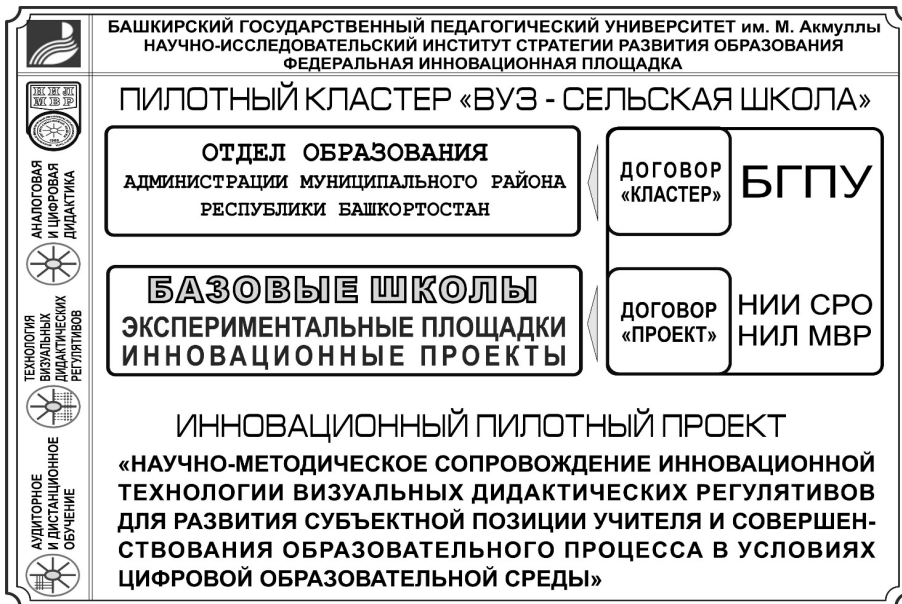 БАШКИРСКИЙ ГОСУДАРСТВЕННЫЙ ПЕДАГОГИЧЕСКИЙ УНИВЕРСИТЕТ им. М. Акмуллы
НАУЧНО-ИССЛЕДОВАТЕЛЬСКИЙ ИНСТИТУТ СТРАТЕГИИ РАЗВИТИЯ ОБРАЗОВАНИЯ
ФЕДЕРАЛЬНАЯ ИННОВАЦИОННАЯ ПЛОЩАДКА
НИЛ
МВР
АНАЛОГОВАЯ
И ЦИФРОВАЯ
ДИДАКТИКА
ТЕХНОЛОГИЯ
ВИЗУАЛЬНЫХ
ДИДАКТИЧЕСКИХ
РЕГУЛЯТИВОВ
АУДИТОРНОЕ
И ДИСТАНЦИОННОЕ
ОБУЧЕНИЕ
ПИЛОТНЫЙ КЛАСТЕР «ВУЗ - СЕЛЬСКАЯ ШКОЛА»
ОТДЕЛ ОБРАЗОВАНИЯ
АДМИНИСТРАЦИИ МУНИЦИПАЛЬНОГО РАЙОНА
РЕСПУБЛИКИ БАШКОРТОСТАН
ДОГОВОР
«КЛАСТЕР»
БГПУ
БАЗОВЫЕ ШКОЛЫ
ЭКСПЕРИМЕНТАЛЬНЫЕ ПЛОЩАДКИ
ИННОВАЦИОННЫЕ ПРОЕКТЫ
ДОГОВОР
«ПРОЕКТ»
НИИ СРО
НИЛ МВР
ИННОВАЦИОННЫЙ ПИЛОТНЫЙ ПРОЕКТ
«НАУЧНО-МЕТОДИЧЕСКОЕ СОПРОВОЖДЕНИЕ ИННОВАЦИОННОЙ
ТЕХНОЛОГИИ ВИЗУАЛЬНЫХ ДИДАКТИЧЕСКИХ РЕГУЛЯТИВОВ
ДЛЯ РАЗВИТИЯ СУБЪЕКТНОЙ ПОЗИЦИИ УЧИТЕЛЯ И СОВЕРШЕН-
СТВОВАНИЯ ОБРАЗОВАТЕЛЬНОГО ПРОЦЕССА В УСЛОВИЯХ
ЦИФРОВОЙ ОБРАЗОВАТЕЛЬНОЙ СРЕДЫ»